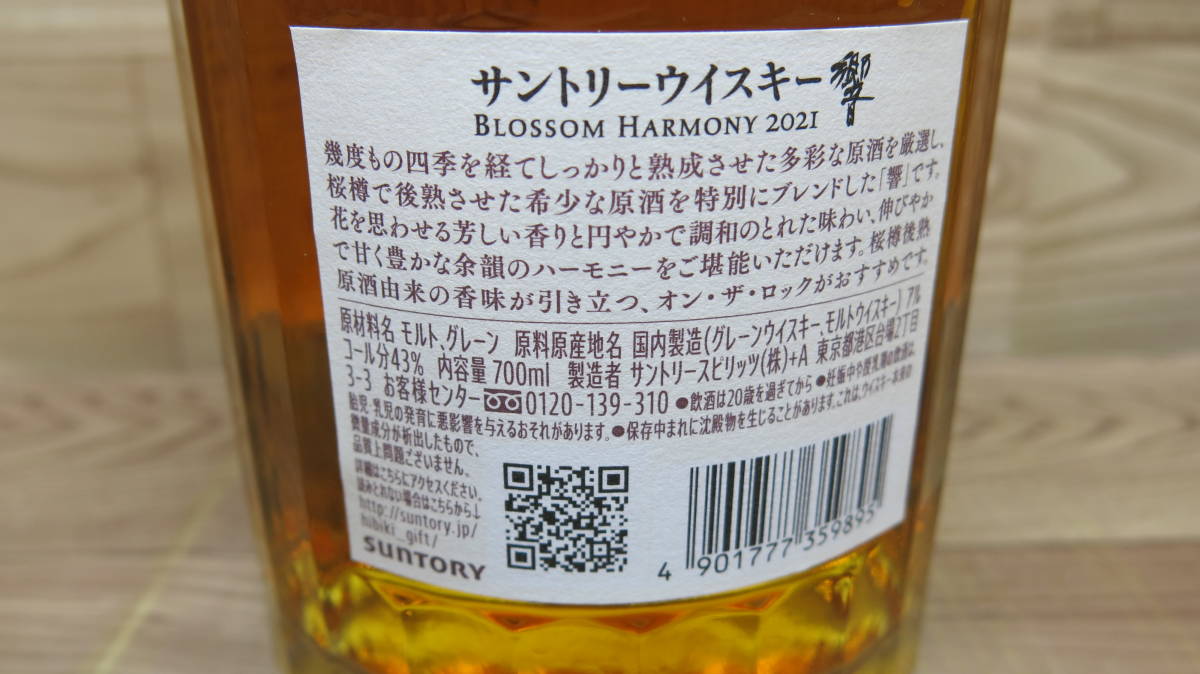 サントリーウイスキー 響
BLOSSOM HARMONY 2021
幾度もの四季を経てしっかりと熟成させた多彩な原酒を厳選し、
桜樽で後熟させた希少な原酒を特別にブレンドした「響」です。
花を思わせる芳しい香りと円やかで調和のとれた味わい、伸びやか
で甘く豊かな余韻のハーモニーをご堪能いただけます。桜樽後熟
原酒由来の香味が引き立つ、オン・ザ・ロックがおすすめです。
原材料名 モルト、グレーン 原料原産地名 国内製造(グレーンウイスキー、モルトウイスキー) アル
コール分43% 内容量 700ml 製造者 サントリースピリッツ(株)+A 東京都港区台場2丁目
3-3 お客様センター 0120-139-310 ●飲酒は20歳を過ぎてから ●妊娠中や授乳期の飲酒は、
胎児・乳児の発育に悪影響を与えるおそれがあります。●保存中まれに沈殿物を生じることがあります。これは、ウイスキー本来の
微量成分が析出したもので、
品質上問題ございません。
詳細はこちらにアクセスください。
読みとれない場合はこちらから↓
http://suntory.jp/
hibiki_gift/
SUNTORY
4 901777 359895